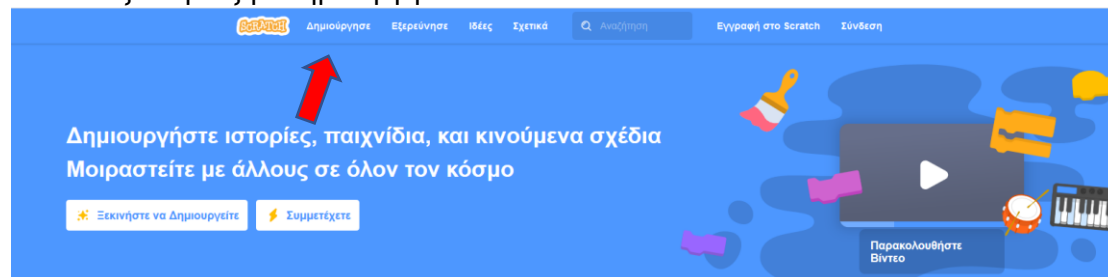 SCRATCH Δημιούργησε Εξερεύνησε Ιδέες Σχετικά Αναζήτηση Εγγραφή στο Scratch Σύνδεση
Δημιουργήστε ιστορίες, παιχνίδια, και κινούμενα σχέδια
Μοιραστείτε με άλλους σε όλον τον κόσμο
Ξεκινήστε να Δημιουργείτε Συμμετέχετε
Παρακολουθήστε
Βίντεο